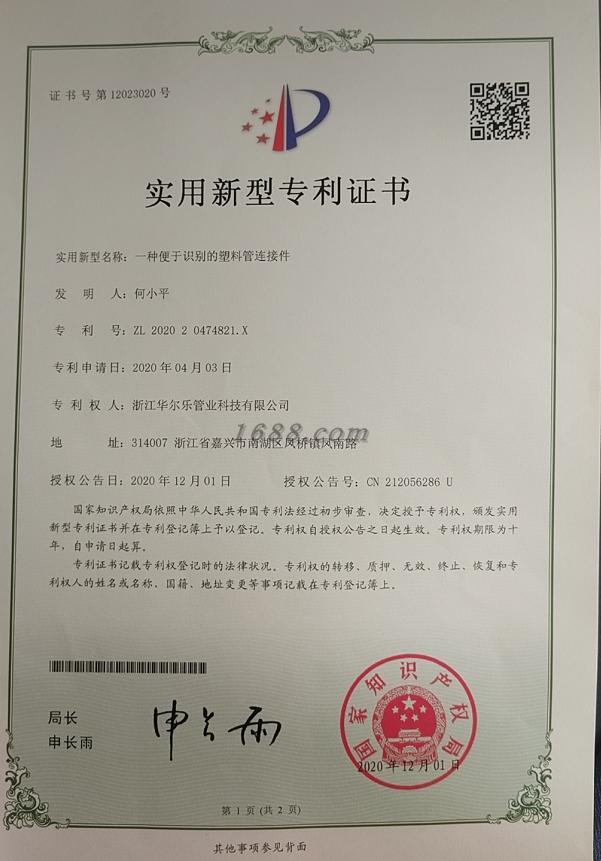 证书号第12023020号
实用新型专利证书
实用新型名称：一种便于识别的塑料管连接件
发明人：何小平
专利号：ZL 2020 2 0474821.X
专利申请日：2020年04月03日
专利权人：浙江华尔乐管业科技有限公司
1688.com
地址：314007 浙江省嘉兴市南湖区凤桥镇凤南路
授权公告日：2020年12月01日 授权公告号：CN 212056286 U
国家知识产权局依照中华人民共和国专利法经过初步审查，决定授予专利权，颁发实用
新型专利证书并在专利登记簿上予以登记。专利权自授权公告之日起生效。专利权期限为十
年，自申请日起算。
专利证书记载专利权登记时的法律状况。专利权的转移、质押、无效、终止、恢复和专
利权人的姓名或名称、国籍、地址变更等事项记载在专利登记簿上。
局长
申长雨
申长雨
国家知识产权局
2020年12月01日
第1页(共2页)
其他事项参见背面